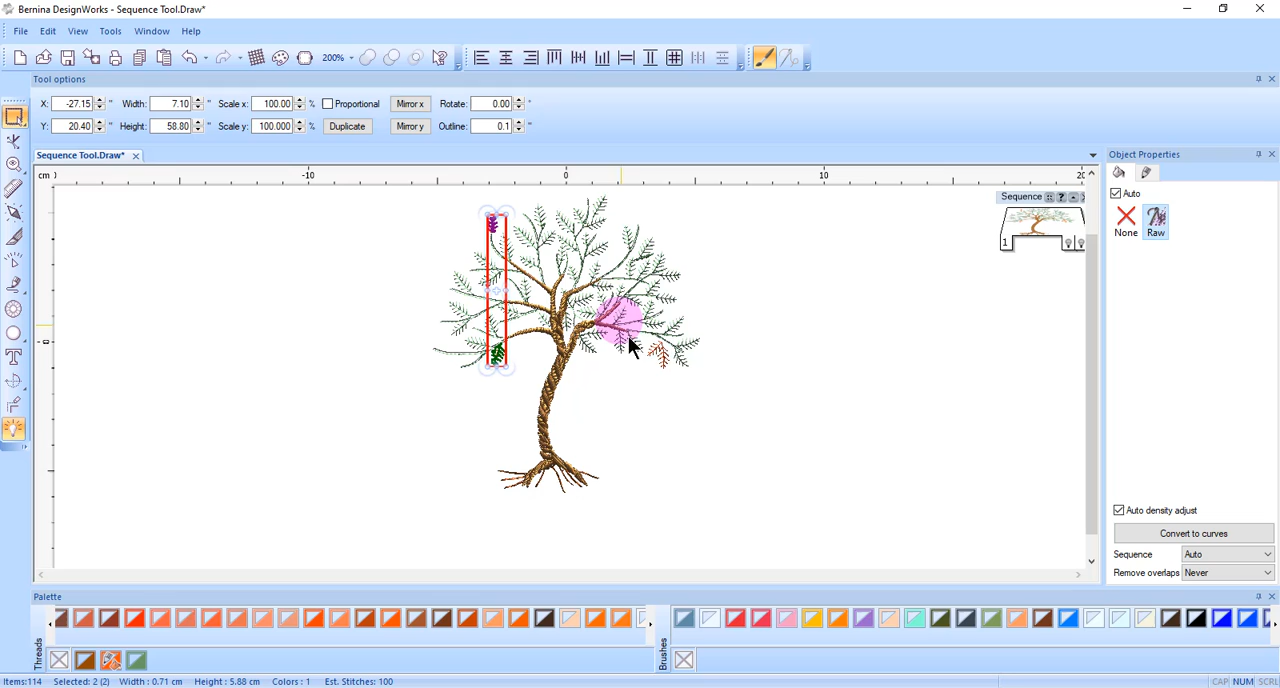 Bernina DesignWorks - Sequence Tool.Draw*
File Edit View Tools Window Help
200%
Tool options
X: -27.15 " Width: 7.10 " Scale x: 100.00 % Proportional Mirror x Rotate: 0.00 °
Y: 20.40 " Height: 58.80 " Scale y: 100.000 % Duplicate Mirror y Outline: 0.1 "
Sequence Tool.Draw*
Object Properties
cm -10 0 10 20
0
Sequence ?
1
Auto
None Raw
Auto density adjust
Convert to curves
Sequence Auto
Remove overlaps Never
Palette
Threads
Brushes
Items:114 Selected: 2 (2) Width : 0.71 cm Height : 5.88 cm Colors : 1 Est. Stitches: 100 CAP NUM SCRL